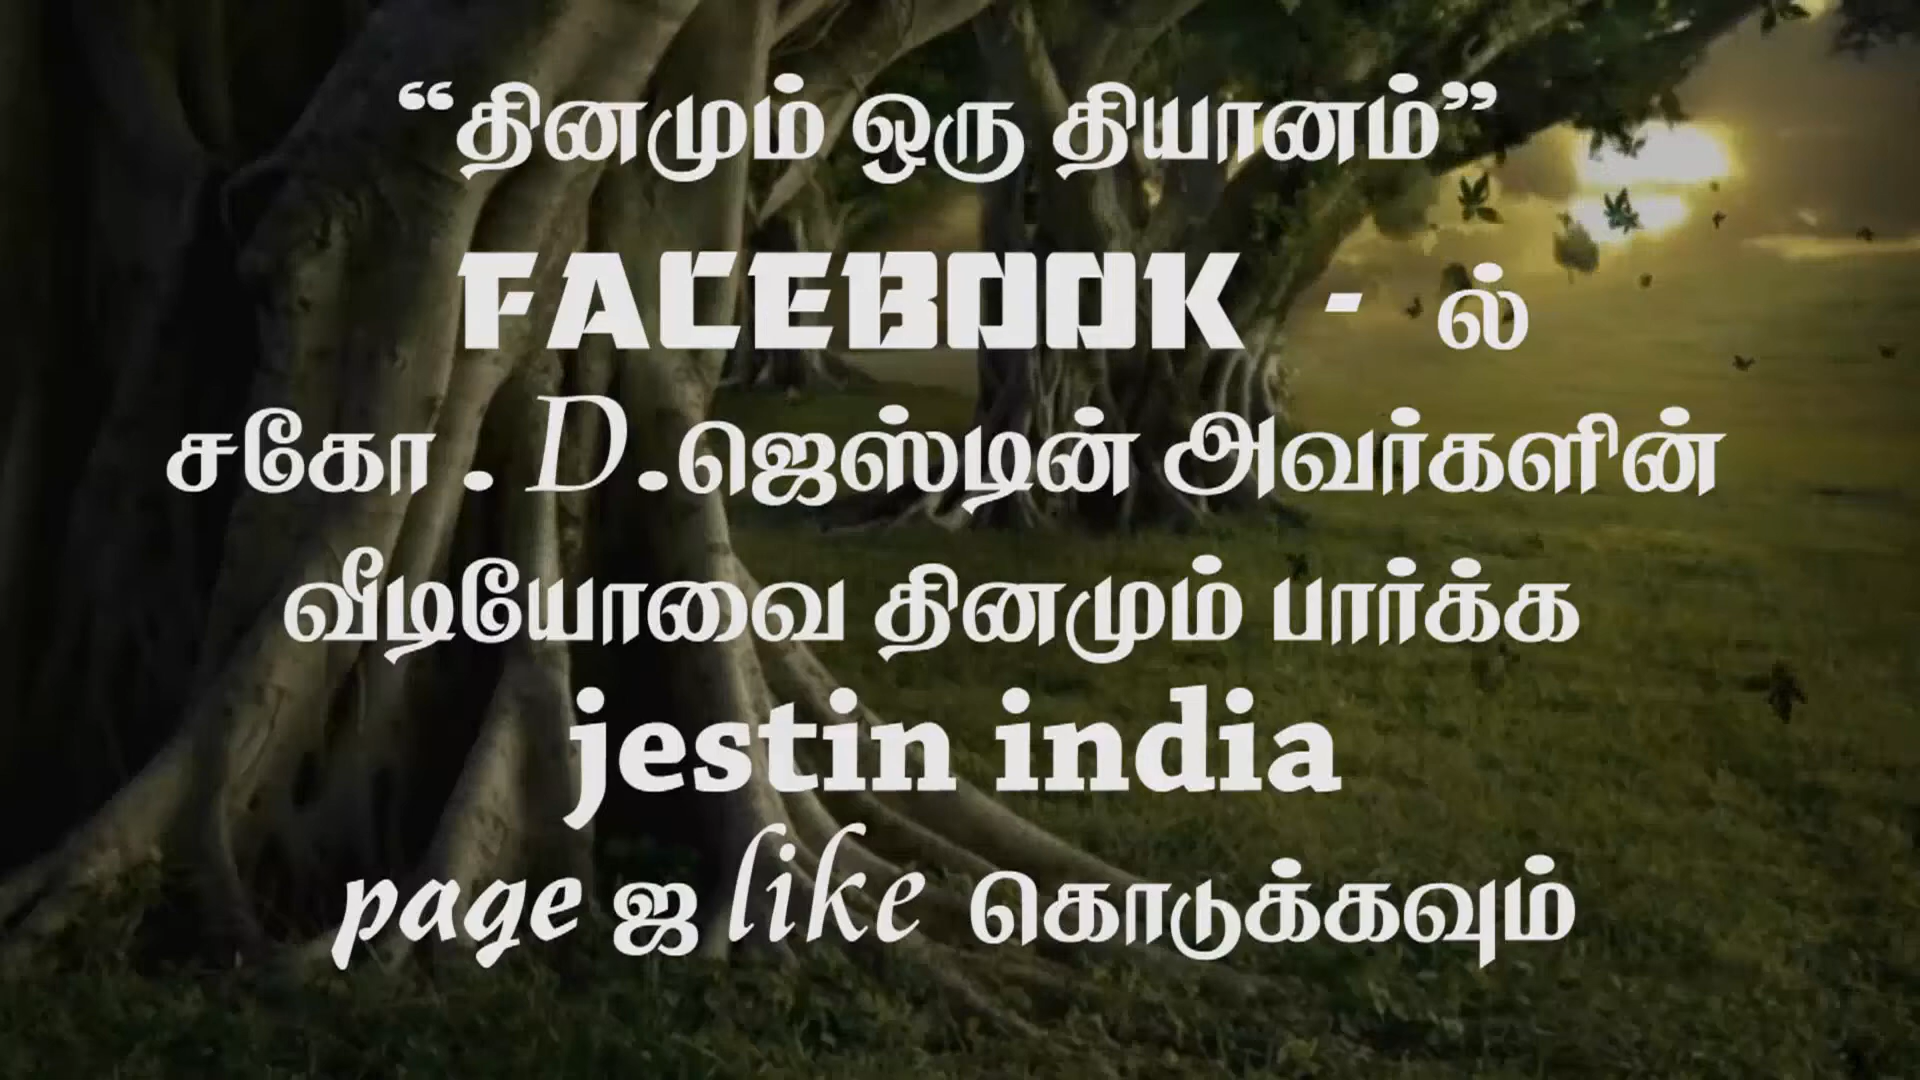 “தினமும் ஒரு தியானம்”
FACEBOOK - ல்
சகோ . D.ஜெஸ்டின் அவர்களின்
வீடியோவை தினமும் பார்க்க
jestin india
page ஐ like கொடுக்கவும்